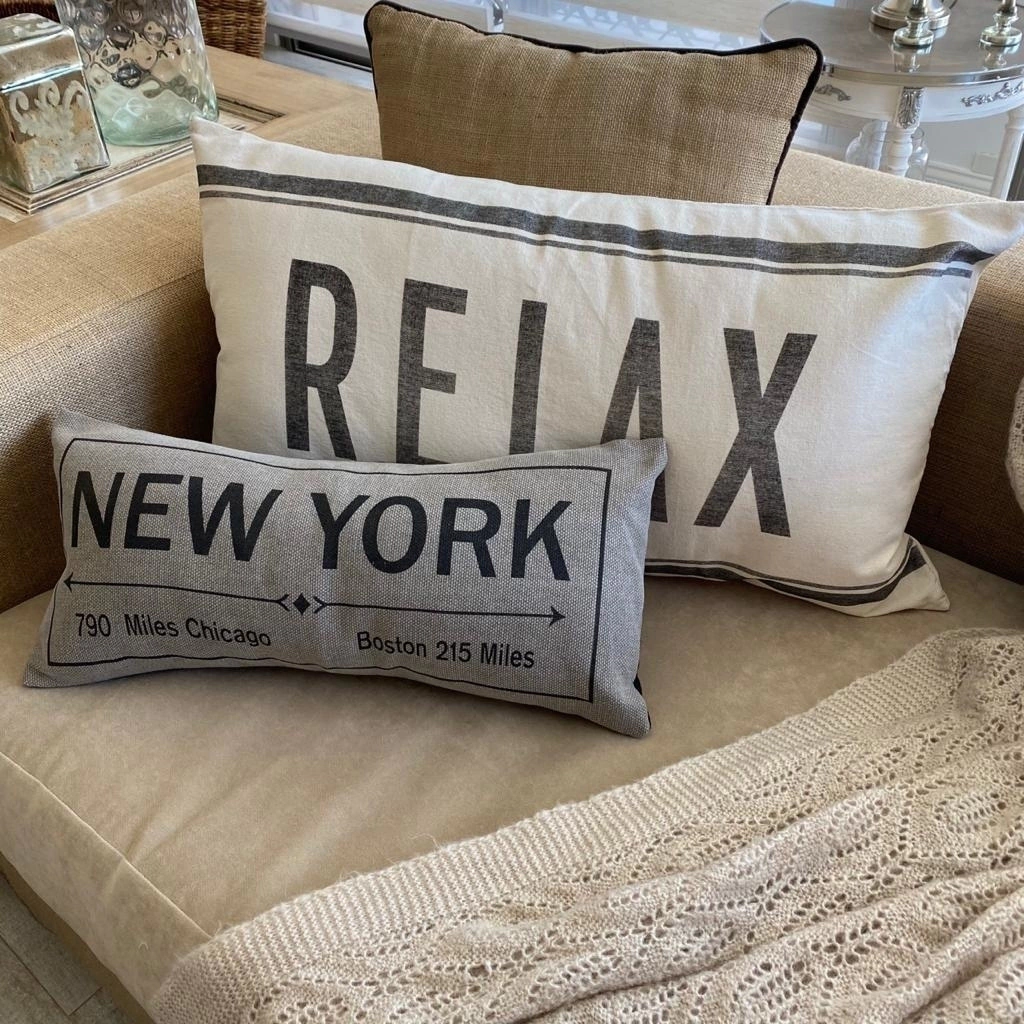 RELAX
NEW YORK
790 Miles Chicago
Boston 215 Miles